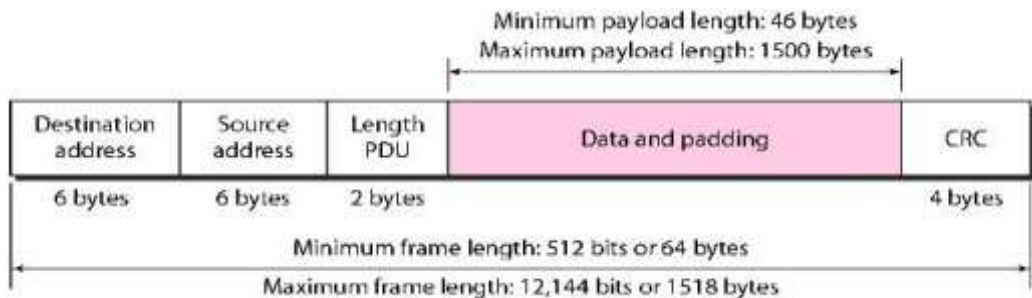 Minimum payload length: 46 bytes
Maximum payload length: 1500 bytes
Destination address
Source address
Length PDU
Data and padding
CRC
6 bytes
6 bytes
2 bytes
4 bytes
Minimum frame length: 512 bits or 64 bytes
Maximum frame length: 12,144 bits or 1518 bytes